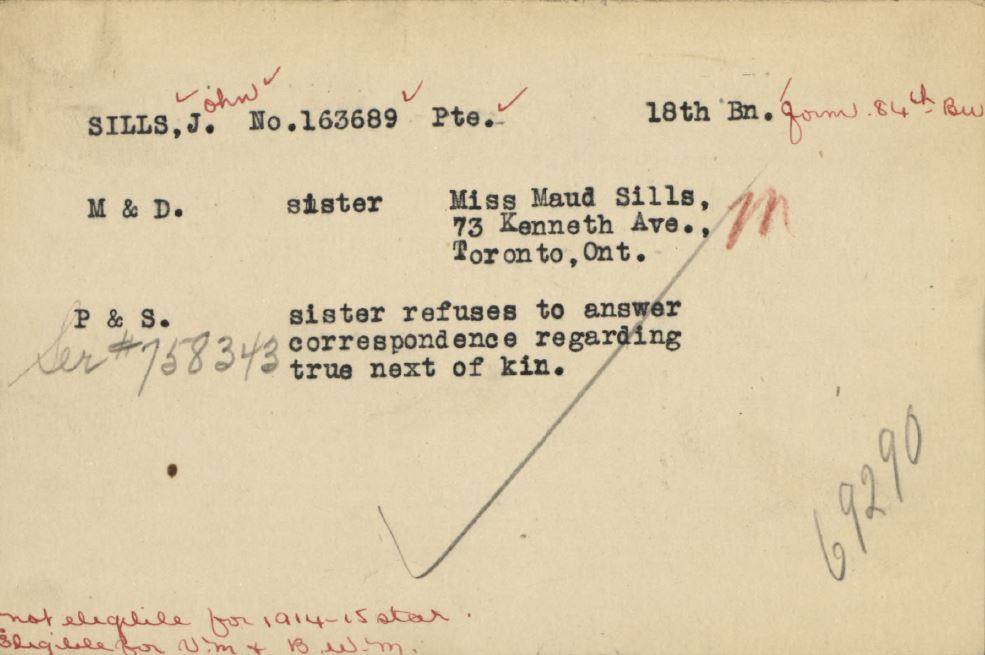 SILLS,J.ohn No.163689 Pte. 18th Bn. form. 84th Bn
M & D. sister Miss Maud Sills,
73 Kenneth Ave.,
Toronto,Ont.
M
P & S. sister refuses to answer
correspondence regarding
true next of kin.
Ser #758343
69290
not eligible for 1914-15 star.
Eligible for V.M & B.W.M.